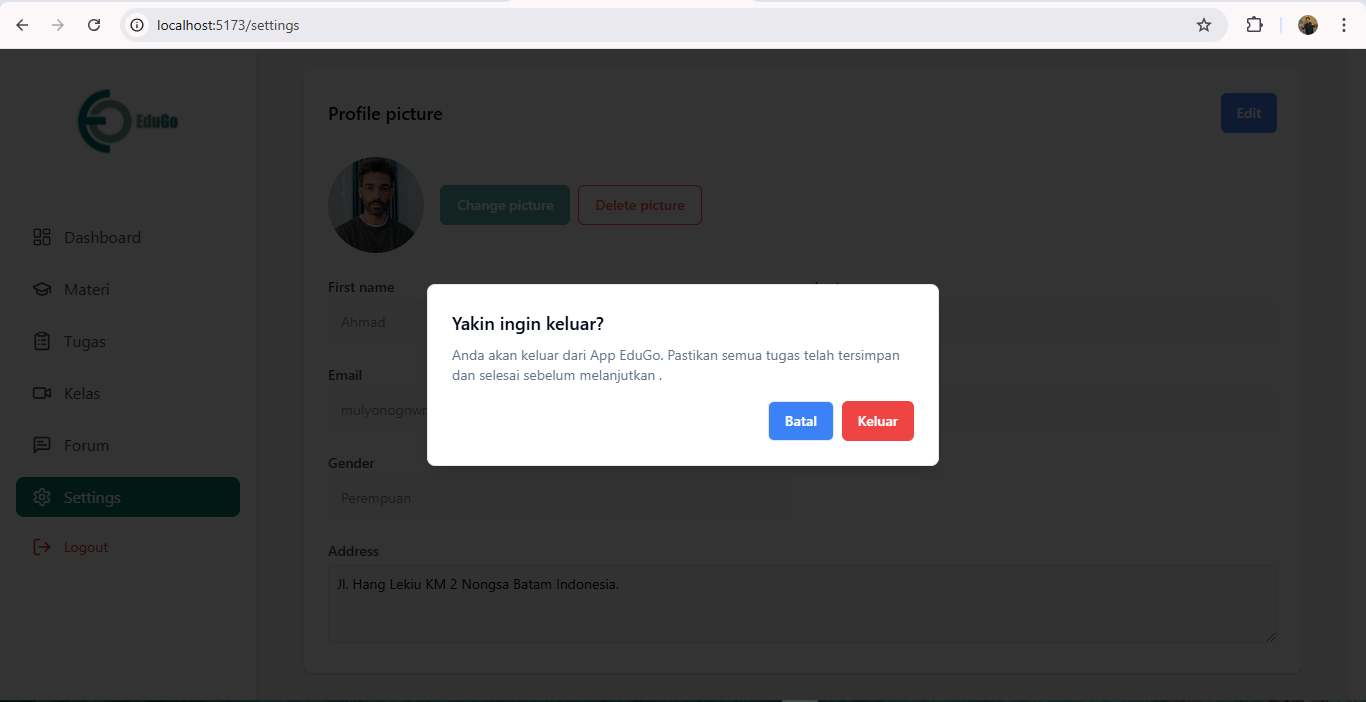 localhost:5173/settings
EduGo
Dashboard
Materi
Tugas
Kelas
Forum
Settings
Logout
Profile picture
Edit
Change picture
Delete picture
First name
Ahmad
Email
Gender
Perempuan
Address
Jl. Hang Lekiu KM 2 Nongsa Batam Indonesia.
Yakin ingin keluar?
Anda akan keluar dari App EduGo. Pastikan semua tugas telah tersimpan
dan selesai sebelum melanjutkan .
Batal
Keluar